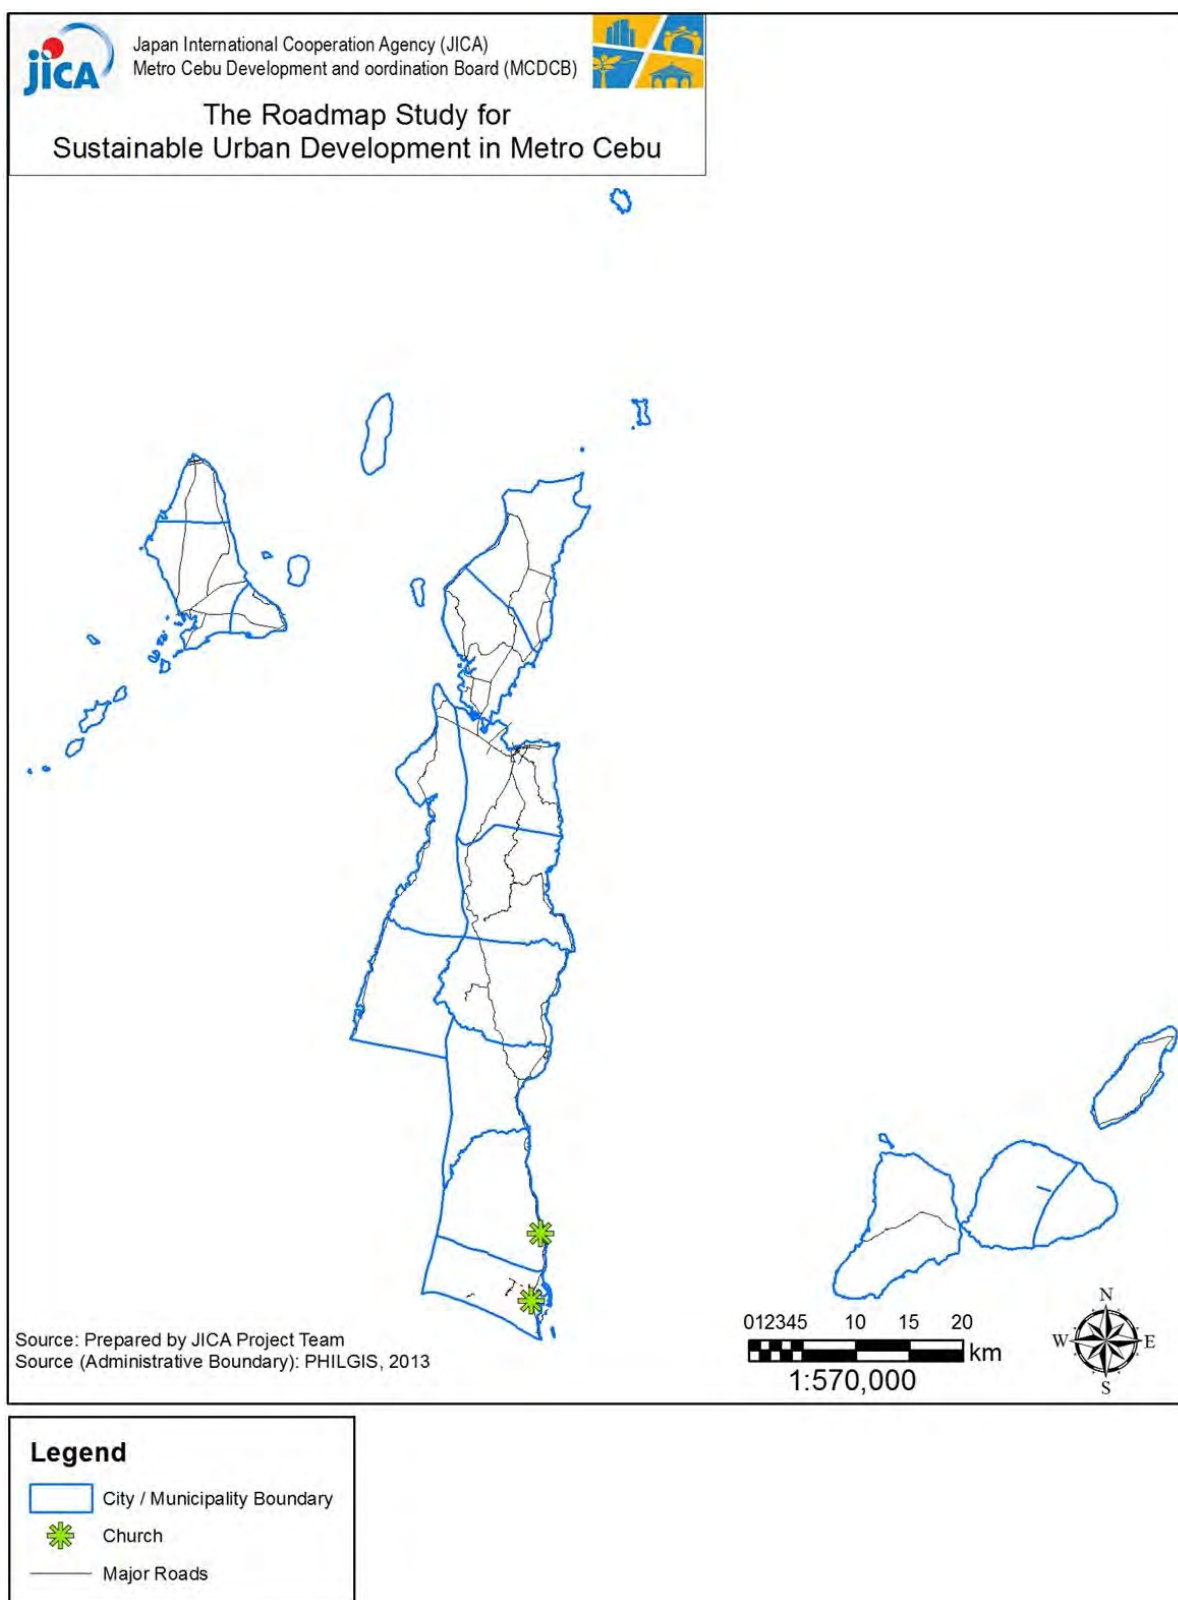 JICA
Japan International Cooperation Agency (JICA)
Metro Cebu Development and oordination Board (MCDCB)
The Roadmap Study for
Sustainable Urban Development in Metro Cebu
Source: Prepared by JICA Project Team
Source (Administrative Boundary): PHILGIS, 2013
012345 10 15 20
km
1:570,000
N
W E
S
Legend
City / Municipality Boundary
Church
Major Roads